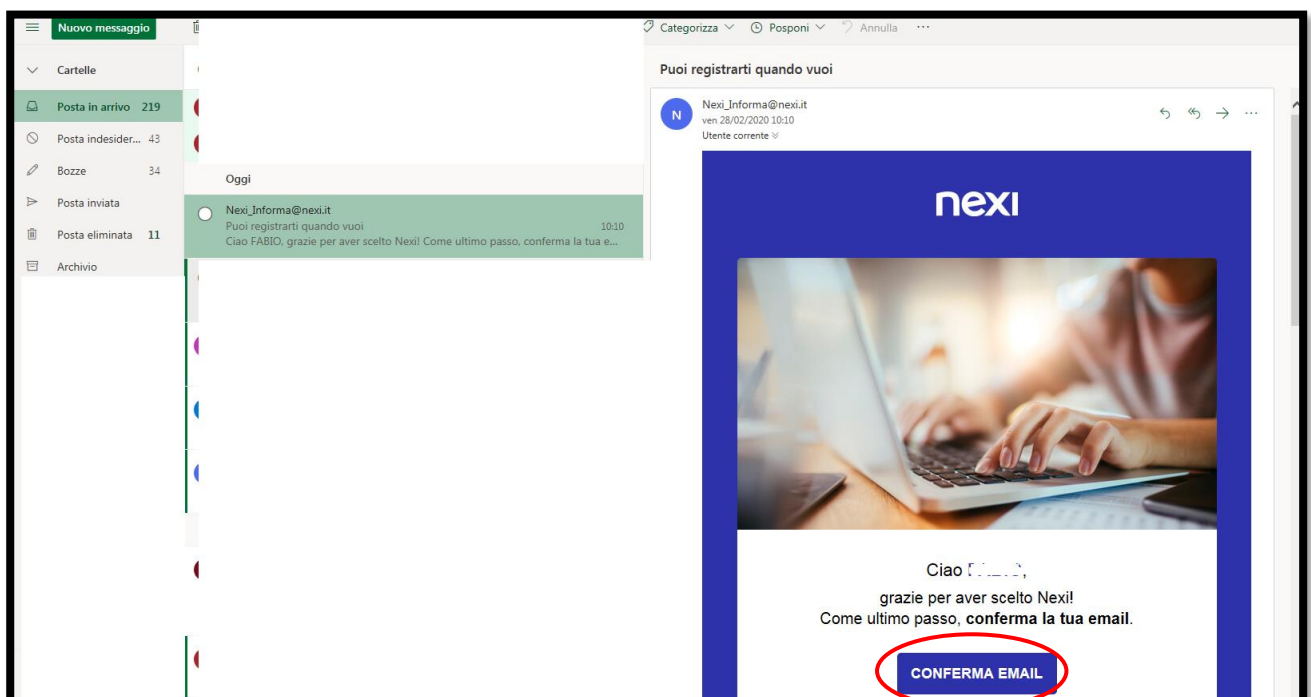 Nuovo messaggio
Categorizza Posponi Annulla ...
Cartelle
Posta in arrivo 219
Posta indesider... 43
Bozze 34
Posta inviata
Posta eliminata 11
Archivio
Oggi
Nexi_Informa@nexi.it
Puoi registrarti quando vuoi 10:10
Ciao FABIO, grazie per aver scelto Nexi! Come ultimo passo, conferma la tua e...
Puoi registrarti quando vuoi
N
Nexi_Informa@nexi.it
ven 28/02/2020 10:10
Utente corrente
nexi
Ciao ,
grazie per aver scelto Nexi!
Come ultimo passo, conferma la tua email.
CONFERMA EMAIL